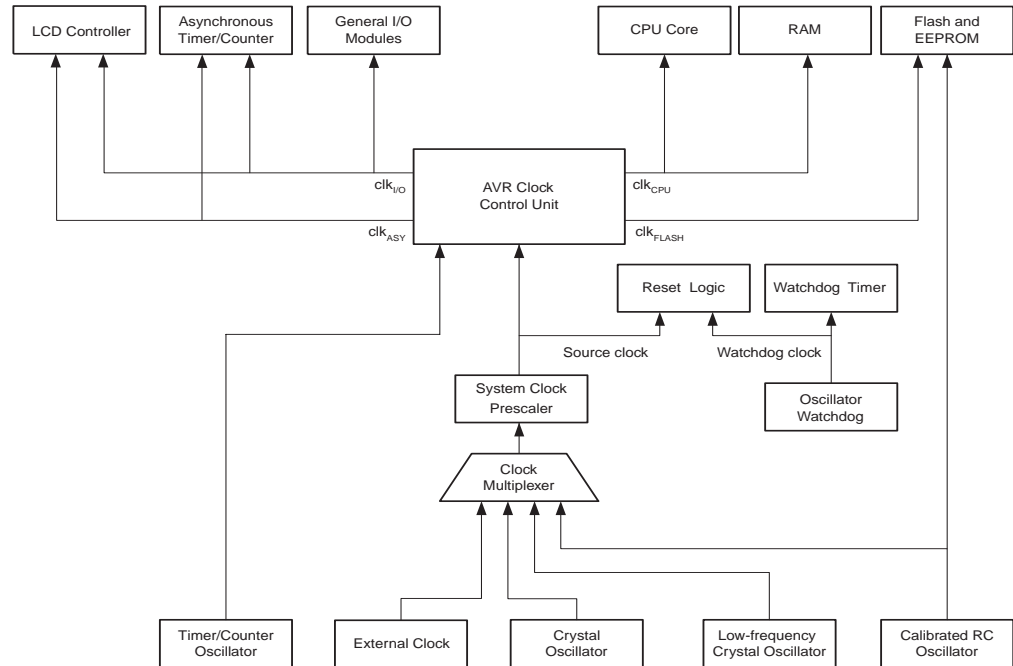 LCD Controller
Asynchronous
Timer/Counter
General I/O
Modules
CPU Core
RAM
Flash and
EEPROM
clkI/O
AVR Clock
Control Unit
clkCPU
clkASY
clkFLASH
Reset Logic
Watchdog Timer
Source clock
Watchdog clock
System Clock
Prescaler
Oscillator
Watchdog
Clock
Multiplexer
Timer/Counter
Oscillator
External Clock
Crystal
Oscillator
Low-frequency
Crystal Oscillator
Calibrated RC
Oscillator